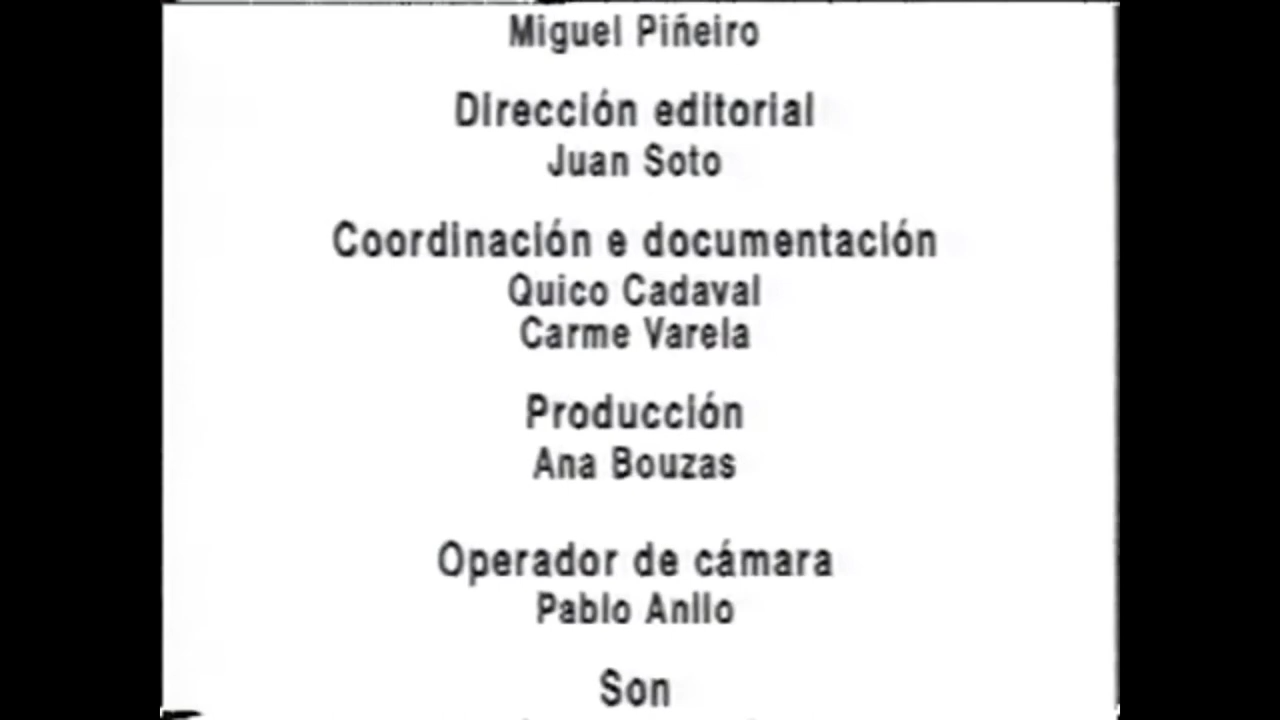 Miguel Piñeiro
Dirección editorial
Juan Soto
Coordinación e documentación
Quico Cadaval
Carme Varela
Producción
Ana Bouzas
Operador de cámara
Pablo Anllo
Son